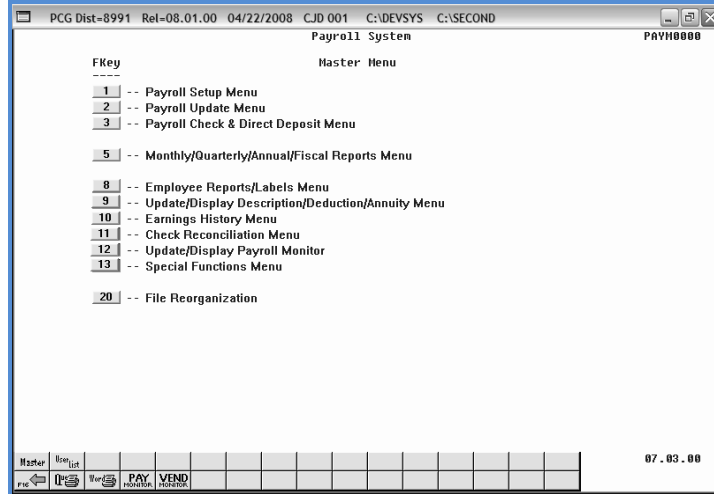 PCG Dist=8991 Rel=08.01.00 04/22/2008 CJD 001 C:\DEVSYS C:\SECOND
Payroll System PAYM0000
FKey Master Menu
----
1 -- Payroll Setup Menu
2 -- Payroll Update Menu
3 -- Payroll Check & Direct Deposit Menu
5 -- Monthly/Quarterly/Annual/Fiscal Reports Menu
8 -- Employee Reports/Labels Menu
9 -- Update/Display Description/Deduction/Annuity Menu
10 -- Earnings History Menu
11 -- Check Reconciliation Menu
12 -- Update/Display Payroll Monitor
13 -- Special Functions Menu
20 -- File Reorganization
Master User list 07.03.00
F16 Que Word PAY MONITOR VEND MONITOR